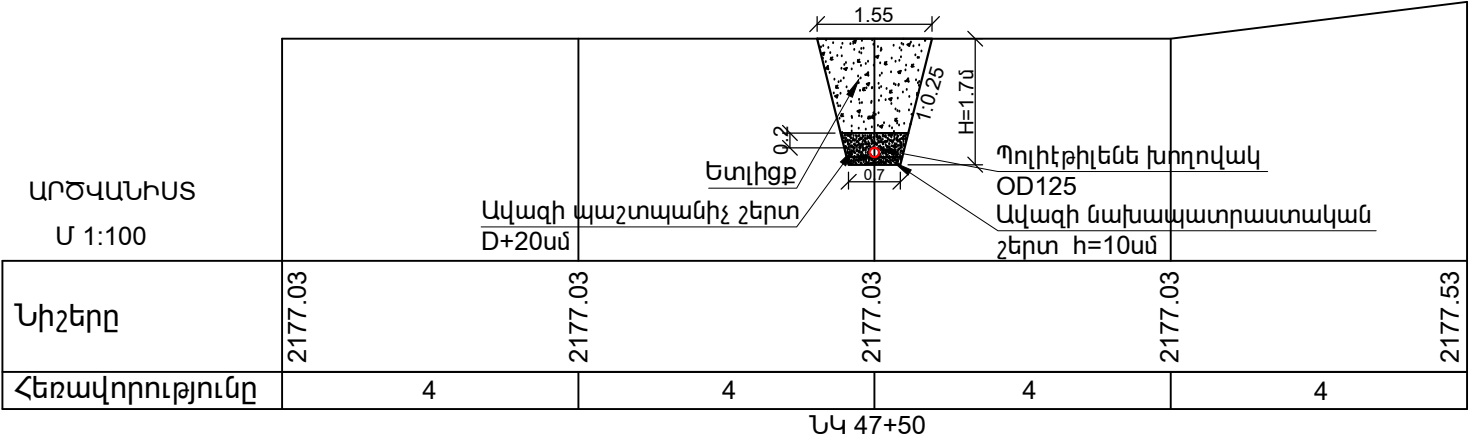 1.55
1:0.25
H=1.7մ
0.2
0.7
Ետլիցք
Պոլիէթիլենե խողովակ
OD125
Ավազի պաշտպանիչ շերտ
D+20սմ
Ավազի նախապատրաստական
շերտ h=10սմ
ԱՐԾՎԱՆԻՍՏ
Մ 1:100
Նիշերը
2177.03
2177.03
2177.03
2177.03
2177.53
Հեռավորությունը
4
4
4
4
ՆԿ 47+50